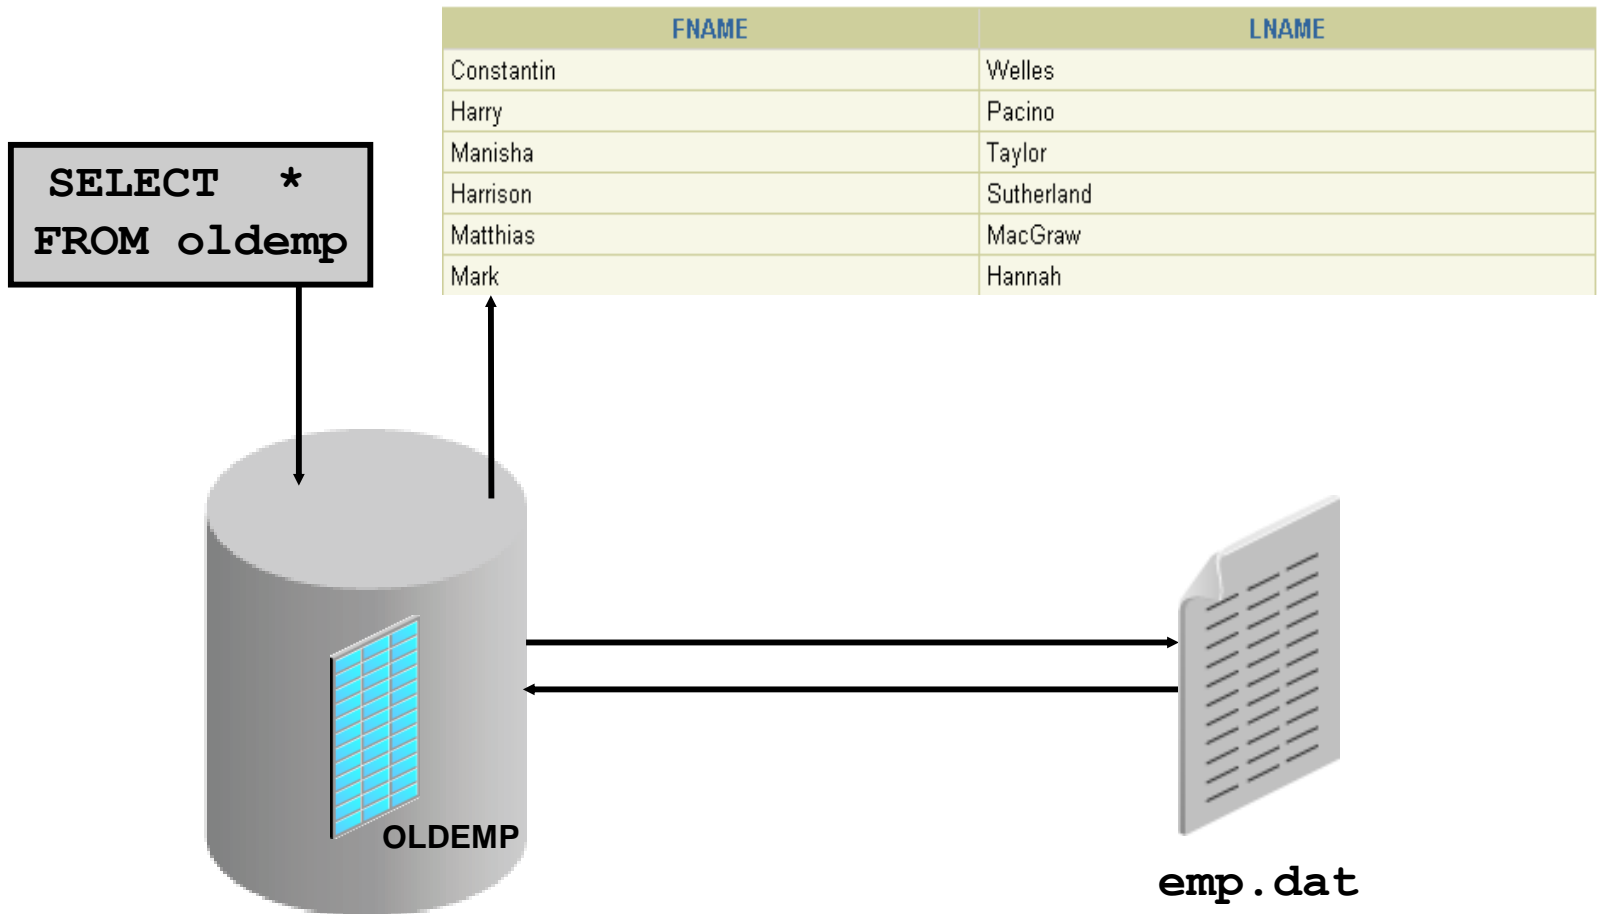 FNAME LNAME
Constantin Welles
Harry Pacino
Manisha Taylor
Harrison Sutherland
Matthias MacGraw
Mark Hannah
SELECT *
FROM oldemp
OLDEMP
emp.dat